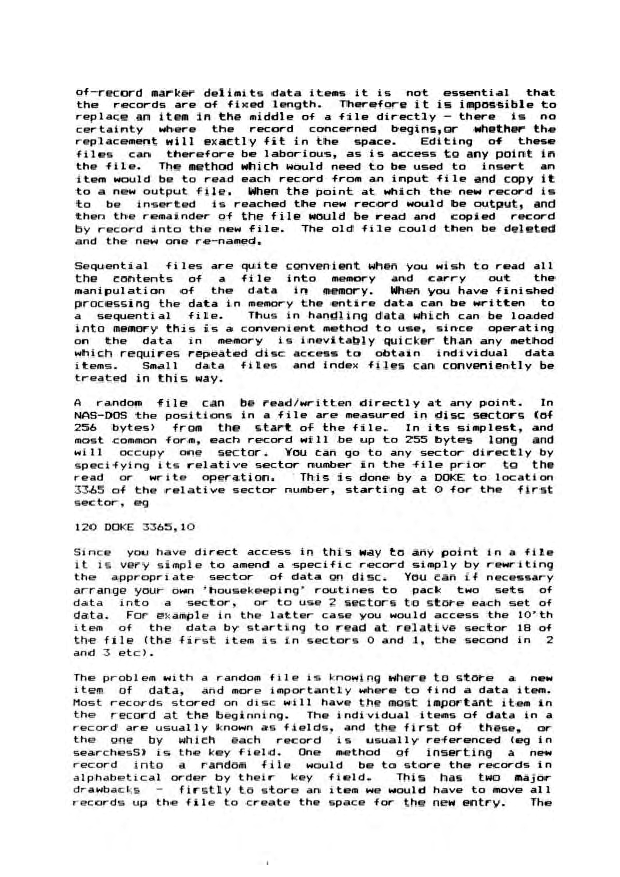 of-record marker delimits data items it is not essential that
the records are of fixed length. Therefore it is impossible to
replace an item in the middle of a file directly - there is no
certainty where the record concerned begins,or whether the
replacement will exactly fit in the space. Editing of these
files can therefore be laborious, as is access to any point in
the file. The method which would need to be used to insert an
item woul be to read each record from an input file and copy it
to a new output file. When the point at which the new record is
to be inserted is reached the new record would be output, and
then the remainder of the file would be read and copied record
by record into the new file. The old file could then be deleted
and the new one re-named.

Sequential files are quite convenient when you wish to read all
the contents of a file into memory and carry out the
manipulation of the data in memory. When you have finished
processing the data in memory the entire data can be written to
a sequential file. Thus in handling data which can be loaded
into memory this is a convenient method to use, since operating
on the data in memory is inevitably quicker than any method
which requires repeated disc access to obtain individual data
items. Small data files and index files can conveniently be
treated in this way.

A random file can be read/written directly at any point. In
NAS-DOS the positions in a file are measured in disc sectors (of
256 bytes) from the start of the file. In its simplest, and
most common form, each record will be up to 255 bytes long and
will occupy one sector. You can go to any sector directly by
specifying its relative sector number in the file prior to the
read or write operation. This is done by a DOKE to location
3365 of the relative sector number, starting at 0 for the first
sector, eg

120 DOKE 3365,10

Since you have direct access in this way to any point in a file
it is very simple to amend a specific record simply by rewriting
the appropriate sector of data on disc. You can if necessary
arrange your own 'housekeeping' routines to pack two sets of
data into a sector, or to use 2 sectors to store each set of
data. For example in the latter case you would access the 10'th
item of the data by starting to read at relative sector 18 of
the file (the first item is in sectors 0 and 1, the second in 2
and 3 etc).

The problem with a random file is knowing where to store a new
item of data, and more importantly where to find a data item.
Most records stored on disc will have the most important item in
the record at the beginning. The individual items of data in a
record are usually known as fields, and the first of these, or
the one by which each record is usually referenced (eg in
searchesS) is the key field. One method of inserting a new
record into a random file would be to store the records in
alphabetical order by their key field. This has two major
drawbacks - firstly to store an item we would have to move all
records up the file to create the space for the new entry. The